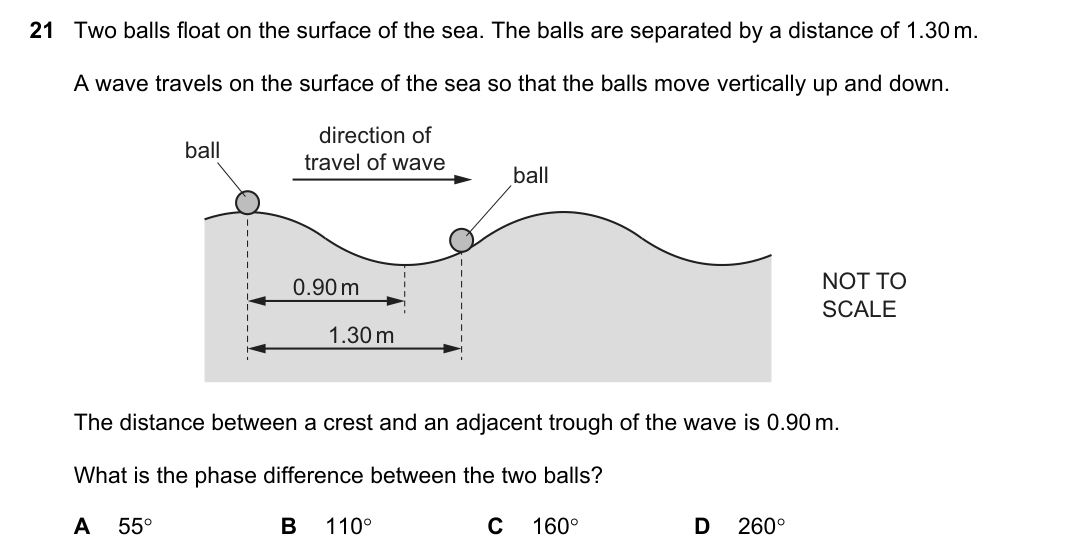 21 Two balls float on the surface of the sea. The balls are separated by a distance of 1.30 m.
A wave travels on the surface of the sea so that the balls move vertically up and down.
ball
direction of
travel of wave
ball
0.90 m
1.30 m
NOT TO
SCALE
The distance between a crest and an adjacent trough of the wave is 0.90 m.
What is the phase difference between the two balls?
A 55° B 110° C 160° D 260°